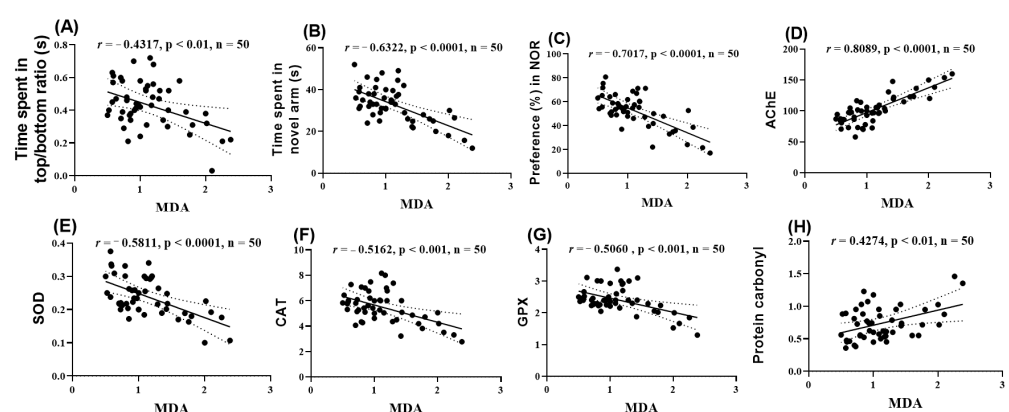 (A)
r = - 0.4317, p < 0.01, n = 50
Time spent in
top/bottom ratio (s)
0.8
0.6
0.4
0.2
0.0
0 1 2 3
MDA
(B)
r = - 0.6322, p < 0.0001, n = 50
Time spent in
novel arm (s)
60
40
20
0
0 1 2 3
MDA
(C)
r = - 0.7017, p < 0.0001, n = 50
Preference (%) in NOR
100
80
60
40
20
0
0 1 2 3
MDA
(D)
r = 0.8089, p < 0.0001, n = 50
AChE
200
150
100
50
0
0 1 2 3
MDA
(E)
r = - 0.5811, p < 0.0001, n = 50
SOD
0.4
0.3
0.2
0.1
0.0
0 1 2 3
MDA
(F)
r = - 0.5162, p < 0.001, n = 50
CAT
10
8
6
4
2
0
0 1 2 3
MDA
(G)
r = - 0.5060 , p < 0.001, n = 50
GPX
4
3
2
1
0
0 1 2 3
MDA
(H)
r = 0.4274, p < 0.01, n = 50
Protein carbonyl
2.0
1.5
1.0
0.5
0.0
0 1 2 3
MDA